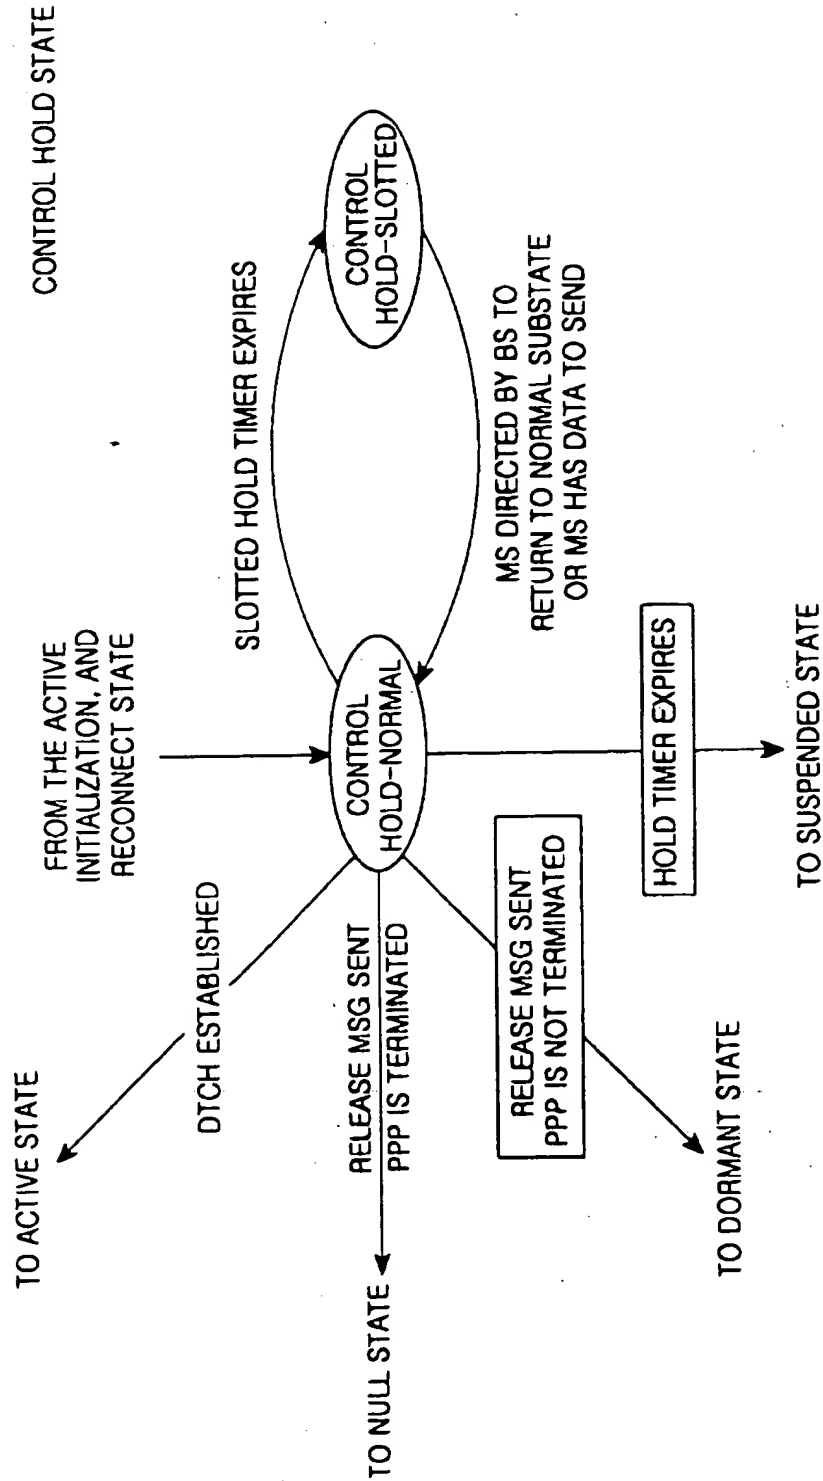 CONTROL HOLD STATE
FROM THE ACTIVE
INITIALIZATION, AND
RECONNECT STATE
TO ACTIVE STATE
DTCH ESTABLISHED
SLOTTED HOLD TIMER EXPIRES
TO NULL STATE
RELEASE MSG SENT
PPP IS TERMINATED
CONTROL
HOLD-NORMAL
CONTROL
HOLD-SLOTTED
MS DIRECTED BY BS TO
RETURN TO NORMAL SUBSTATE
OR MS HAS DATA TO SEND
RELEASE MSG SENT
PPP IS NOT TERMINATED
HOLD TIMER EXPIRES
TO DORMANT STATE
TO SUSPENDED STATE